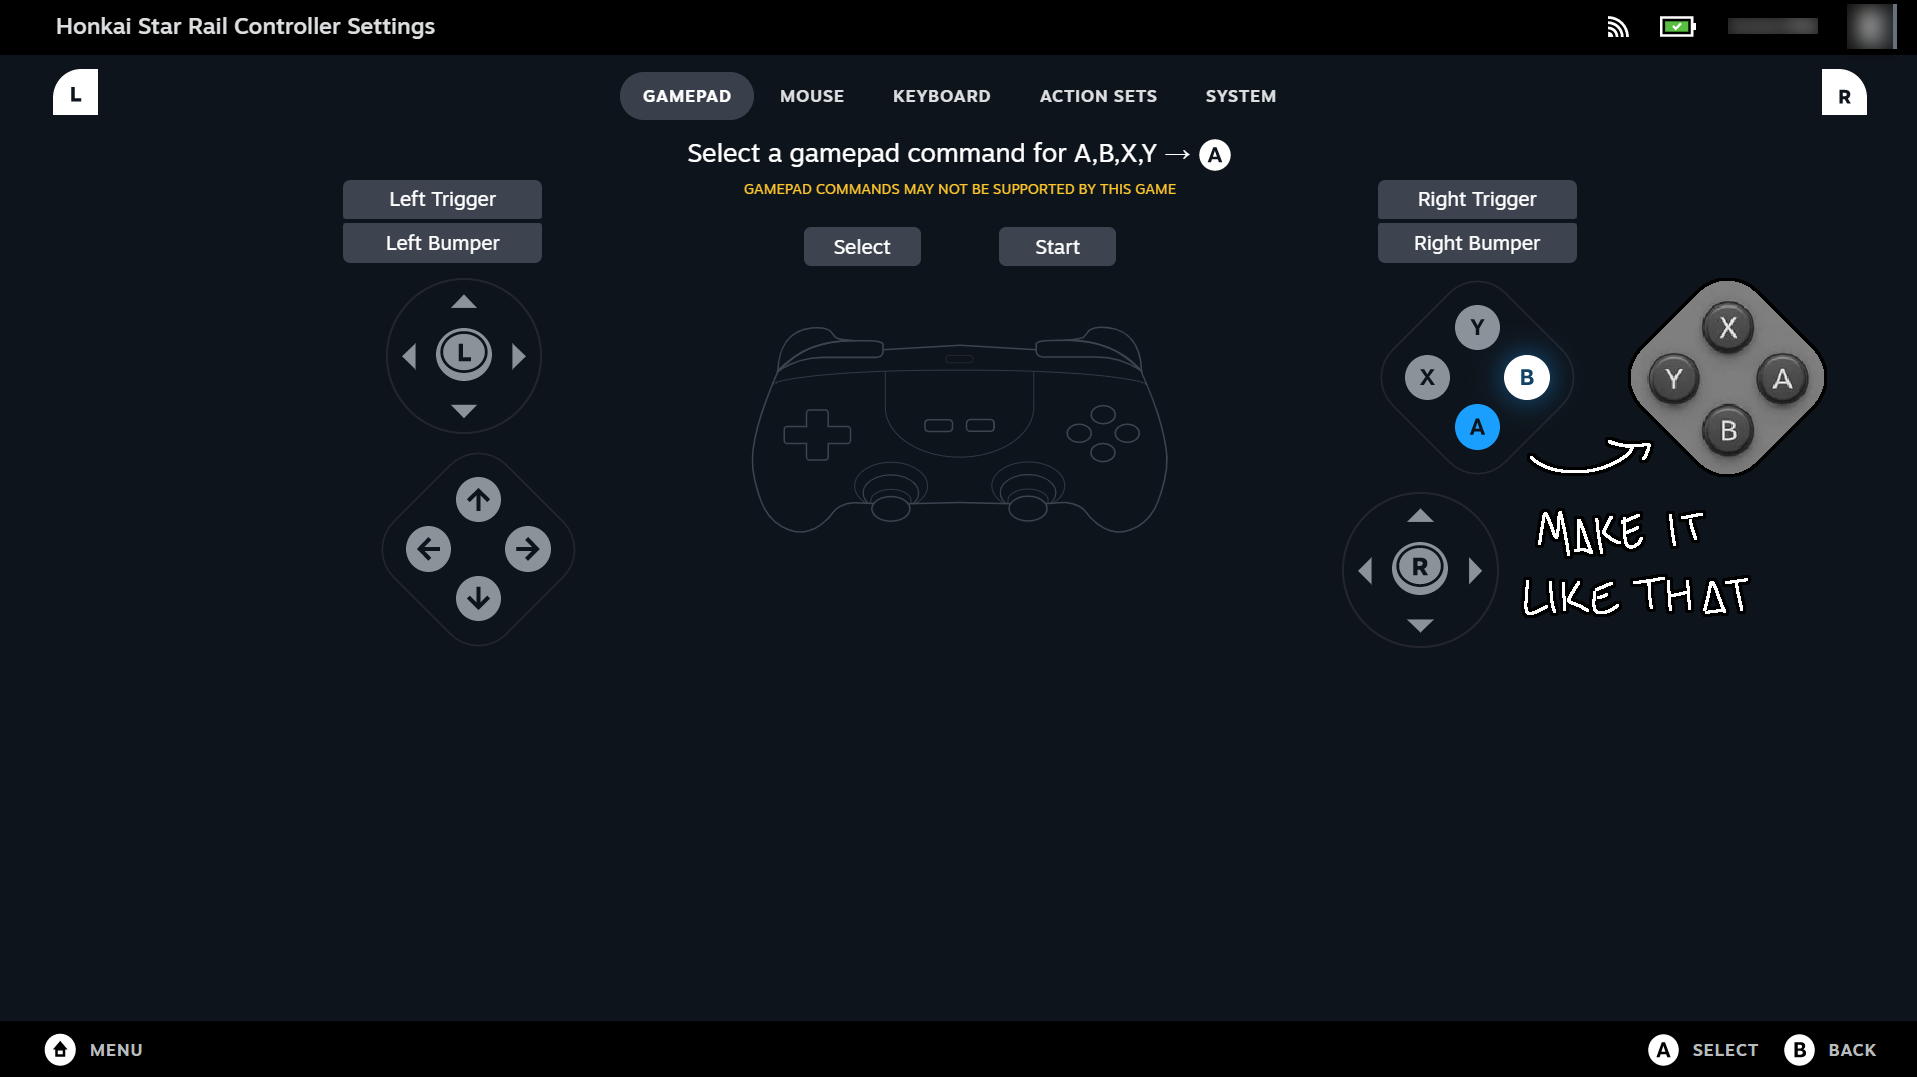 Honkai Star Rail Controller Settings
L
GAMEPAD MOUSE KEYBOARD ACTION SETS SYSTEM
R
Select a gamepad command for A,B,X,Y → A
GAMEPAD COMMANDS MAY NOT BE SUPPORTED BY THIS GAME
Left Trigger
Left Bumper
Select
Start
Right Trigger
Right Bumper
L
Y
X B
A
X
Y A
B
R
MAKE IT
LIKE THAT
MENU
A SELECT B BACK